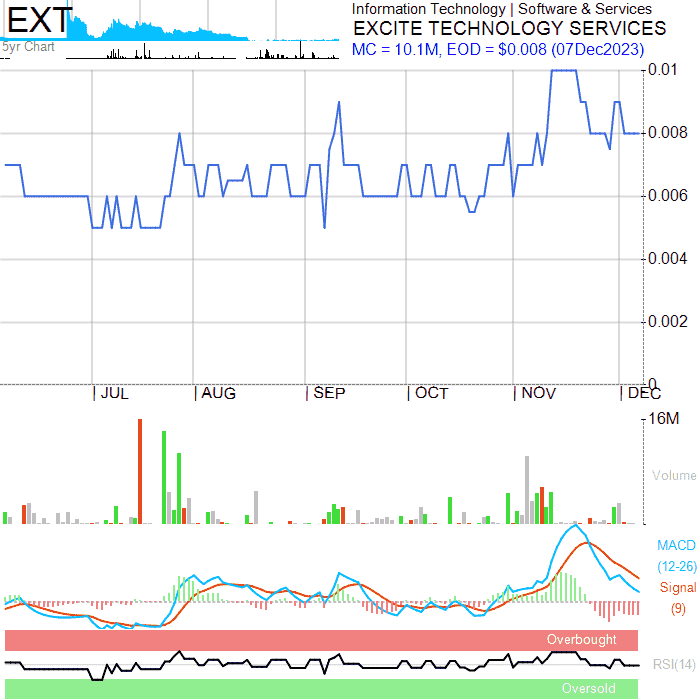 EXT
5yr Chart
Information Technology | Software & Services
EXCITE TECHNOLOGY SERVICES
MC = 10.1M, EOD = $0.008 (07Dec2023)
0.01
0.008
0.006
0.004
0.002
0
JUL AUG SEP OCT NOV DEC
16M
Volume
MACD
(12-26)
Signal
(9)
Overbought
RSI(14)
Oversold